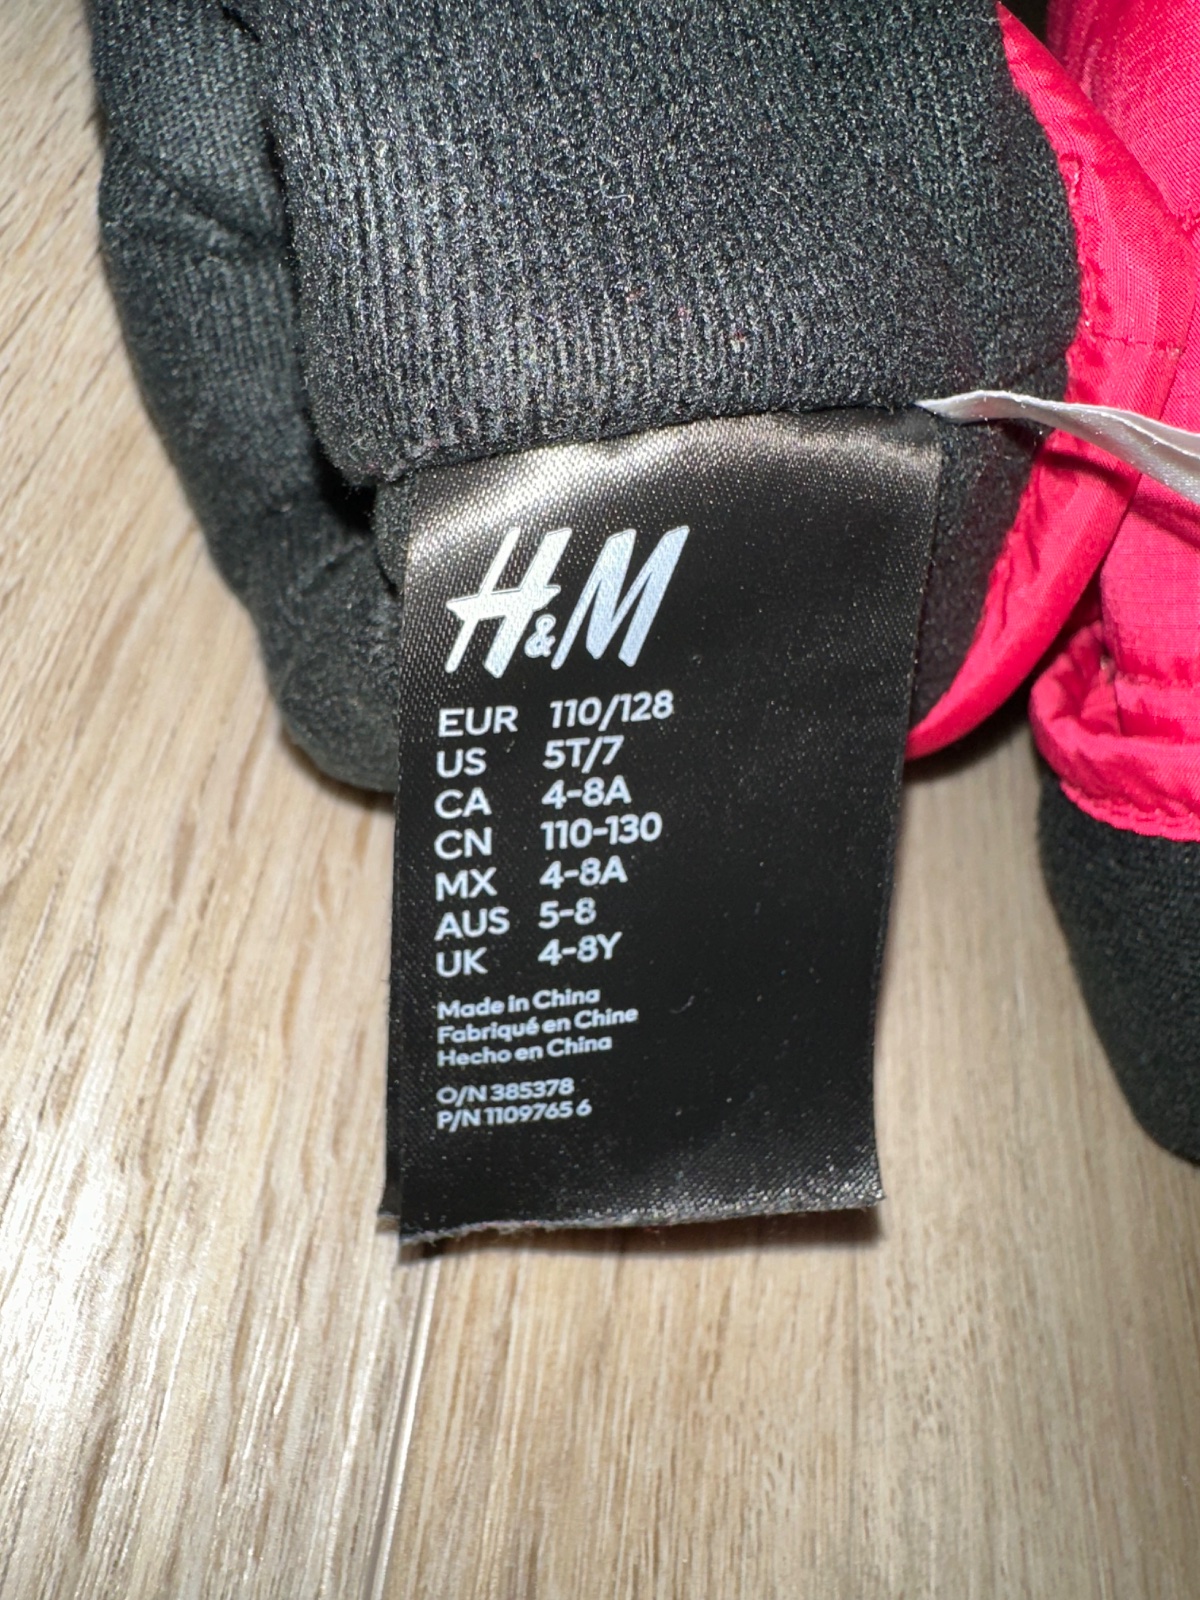 H&M
EUR 110/128
US 5T/7
CA 4-8A
CN 110-130
MX 4-8A
AUS 5-8
UK 4-8Y
Made in China
Fabriqué en Chine
Hecho en China
O/N 385378
P/N 1109765 6